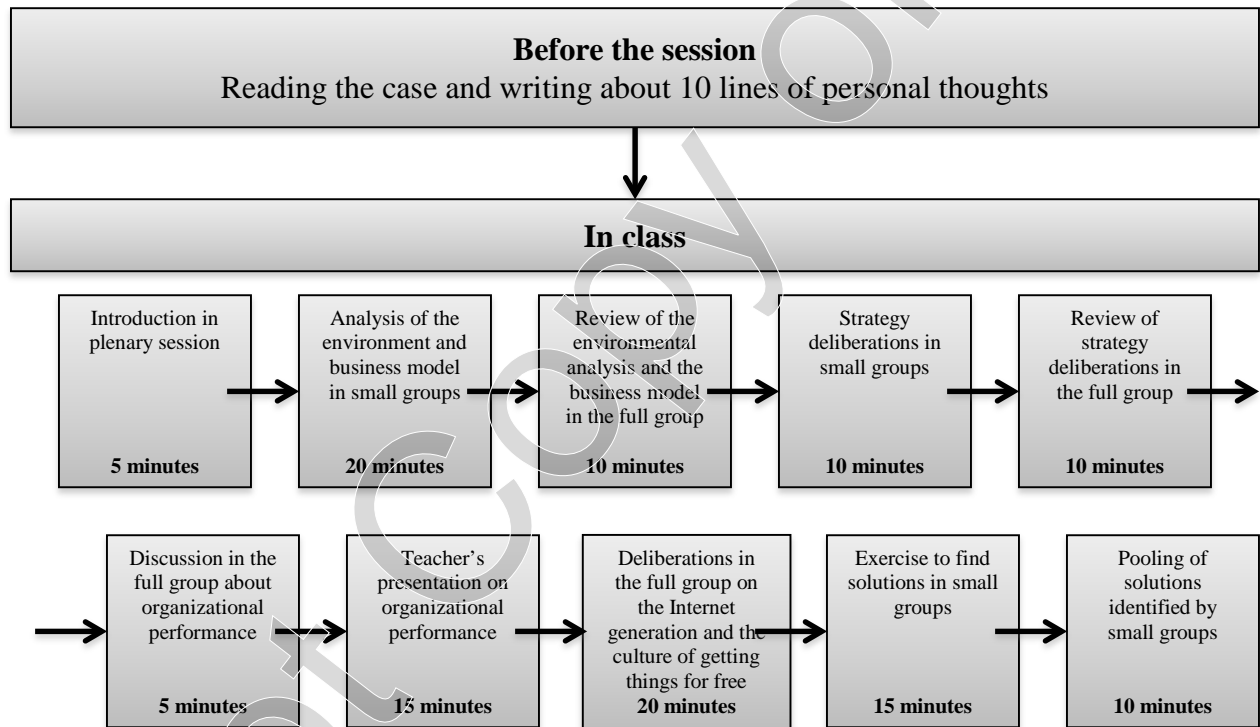 Before the session
Reading the case and writing about 10 lines of personal thoughts
In class
Introduction in
plenary session
5 minutes
Analysis of the
environment and
business model
in small groups
20 minutes
Review of the
environmental
analysis and the
business model
in the full group
10 minutes
Strategy
deliberations in
small groups
10 minutes
Review of
strategy
deliberations in
the full group
10 minutes
Discussion in the
full group about
organizational
performance
5 minutes
Teacher's
presentation on
organizational
performance
15 minutes
Deliberations in
the full group on
the Internet
generation and the
culture of getting
things for free
20 minutes
Exercise to find
solutions in small
groups
15 minutes
Pooling of
solutions
identified by
small groups
10 minutes
Copy